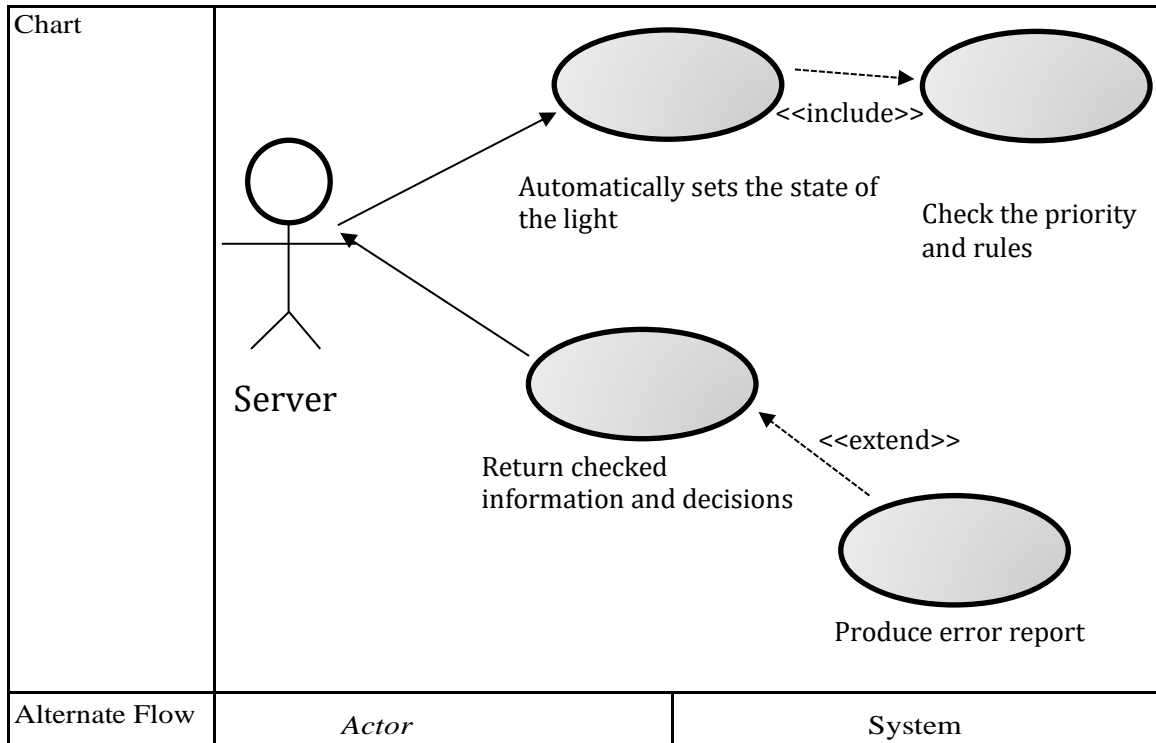 Chart
<<include>>
Automatically sets the state of
the light
Check the priority
and rules
Server
<<extend>>
Return checked
information and decisions
Produce error report
Alternate Flow
Actor
System